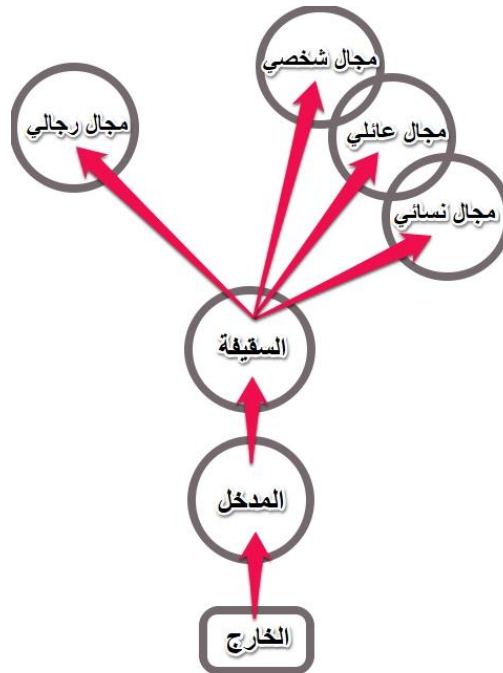 مجال شخصي
مجال رجالي
مجال عائلي
مجال نسائي
السقيفة
المدخل
الخارج